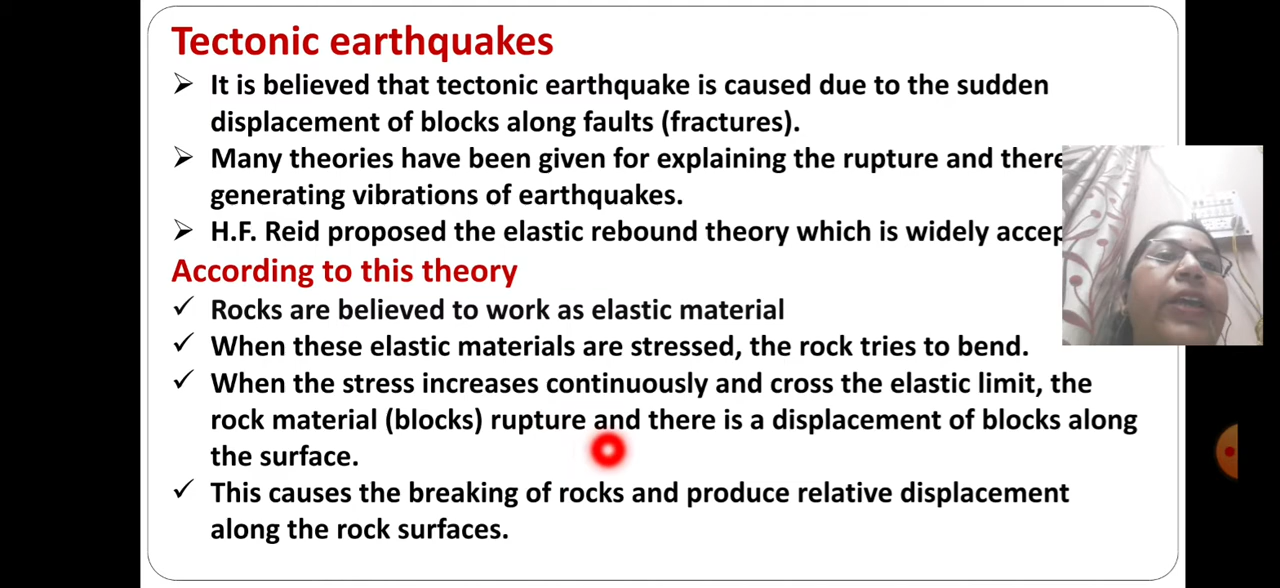 Tectonic earthquakes
➢ It is believed that tectonic earthquake is caused due to the sudden
displacement of blocks along faults (fractures).
➢ Many theories have been given for explaining the rupture and there
generating vibrations of earthquakes.
➢ H.F. Reid proposed the elastic rebound theory which is widely
According to this theory
✓ Rocks are believed to work as elastic material
✓ When these elastic materials are stressed, the rock tries to bend.
✓ When the stress increases continuously and cross the elastic limit, the
rock material (blocks) rupture and there is a displacement of blocks along
the surface.
✓ This causes the breaking of rocks and produce relative displacement
along the rock surfaces.